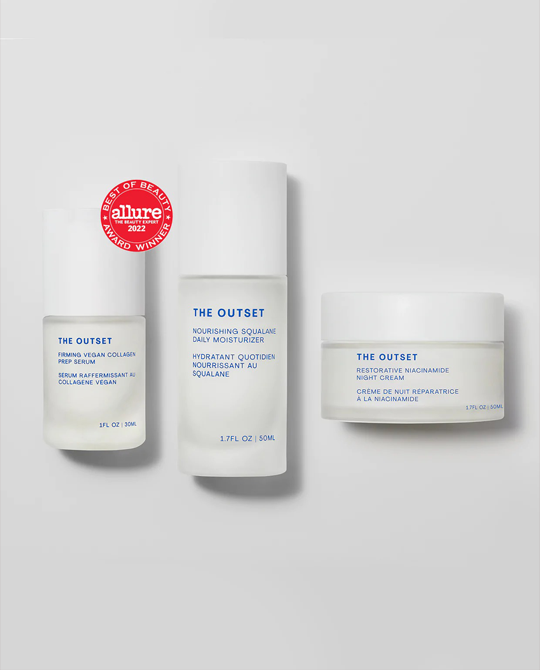 BEST OF BEAUTY
allure
THE BEAUTY EXPERT
2022
AWARD WINNER
THE OUTSET
FIRMING VEGAN COLLAGEN
PREP SERUM
SERUM RAFFERMISSANT AU
COLLAGENE VEGAN
1FL OZ | 30ML
THE OUTSET
NOURISHING SQUALANE
DAILY MOISTURIZER
HYDRATANT QUOTIDIEN
NOURRISSANT AU
SQUALANE
1.7FL OZ | 50ML
THE OUTSET
RESTORATIVE NIACINAMIDE
NIGHT CREAM
CRÈME DE NUIT RÉPARATRICE
À LA NIACINAMIDE
1.7FL OZ | 50ML